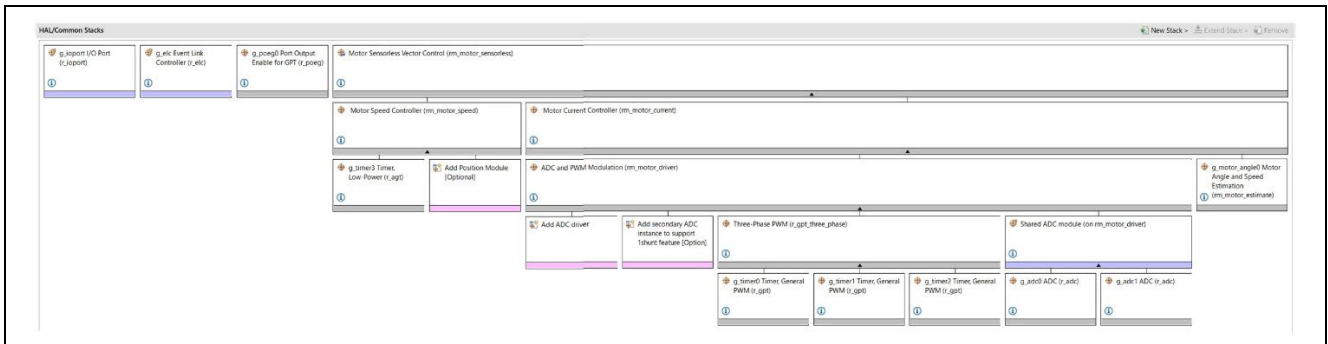 HAL/Common Stacks
New Stack > Extend Stack > Remove
g_ioport I/O Port
(r_ioport)
g_elc Event Link
Controller (r_elc)
g_poeg0 Port Output
Enable for GPT (r_poeg)
Motor Sensorless Vector Control (rm_motor_sensorless)
Motor Speed Controller (rm_motor_speed)
Motor Current Controller (rm_motor_current)
g_timer3 Timer,
Low-Power (r_agt)
Add Position Module
[Optional]
ADC and PWM Modulation (rm_motor_driver)
g_motor_angle0 Motor
Angle and Speed
Estimation
(rm_motor_estimate)
Add ADC driver
Add secondary ADC
instance to support
1shunt feature [Option]
Three-Phase PWM (r_gpt_three_phase)
Shared ADC module (on rm_motor_driver)
g_timer0 Timer, General
PWM (r_gpt)
g_timer1 Timer, General
PWM (r_gpt)
g_timer2 Timer, General
PWM (r_gpt)
g_adc0 ADC (r_adc)
g_adc1 ADC (r_adc)